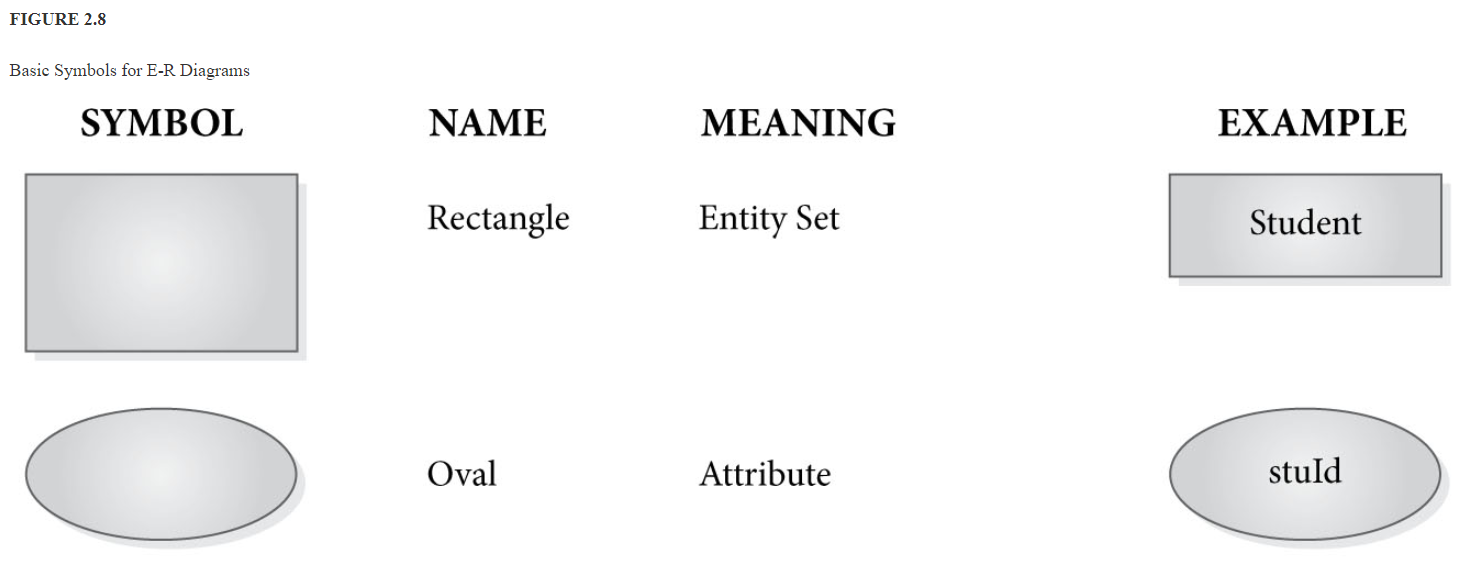 FIGURE 2.8
Basic Symbols for E-R Diagrams
SYMBOL NAME MEANING EXAMPLE
Rectangle Entity Set Student
Oval Attribute stuId